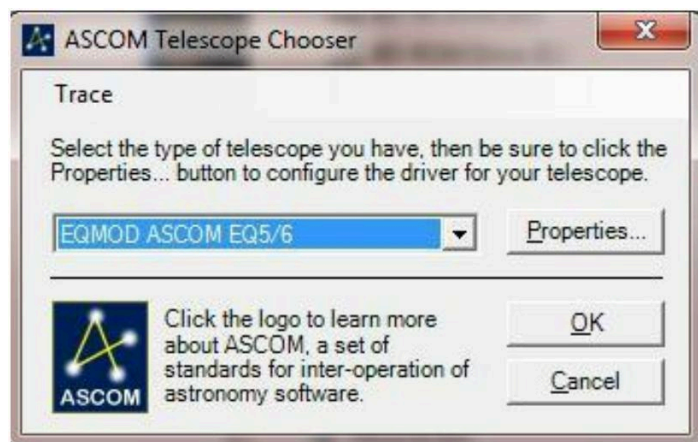 ASCOM Telescope Chooser
Trace
Select the type of telescope you have, then be sure to click the
Properties... button to configure the driver for your telescope.
EQMOD ASCOM EQ5/6
Properties...
Click the logo to learn more
about ASCOM, a set of
standards for inter-operation of
astronomy software.
ASCOM
OK
Cancel